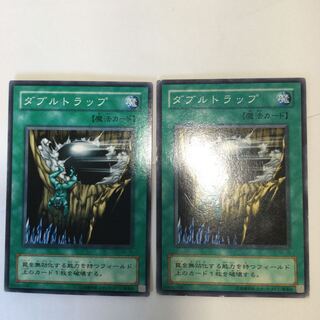 ダブルトラップ
魔
【魔法カード】
罠を無効化する能力を持つフィールド
上のカード1枚を破壊する。
ダブルトラップ
魔
【魔法カード】
罠を無効化する能力を持つフィールド
上のカード1枚を破壊する。